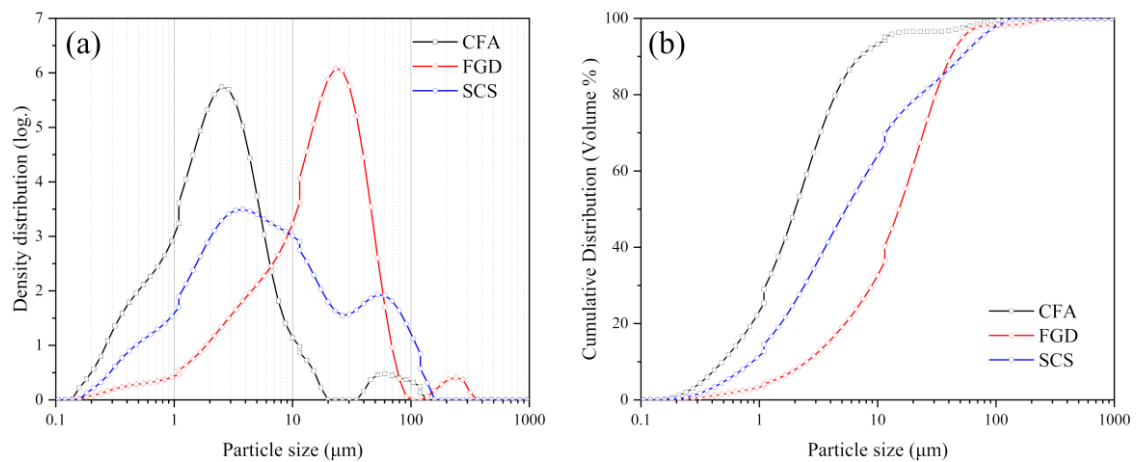 (a)
CFA
FGD
SCS
Density distribution (log.)
7
6
5
4
3
2
1
0
0.1 1 10 100 1000
Particle size (μm)
(b)
CFA
FGD
SCS
Cumulative Distribution (Volume %)
100
80
60
40
20
0
0.1 1 10 100 1000
Particle size (μm)